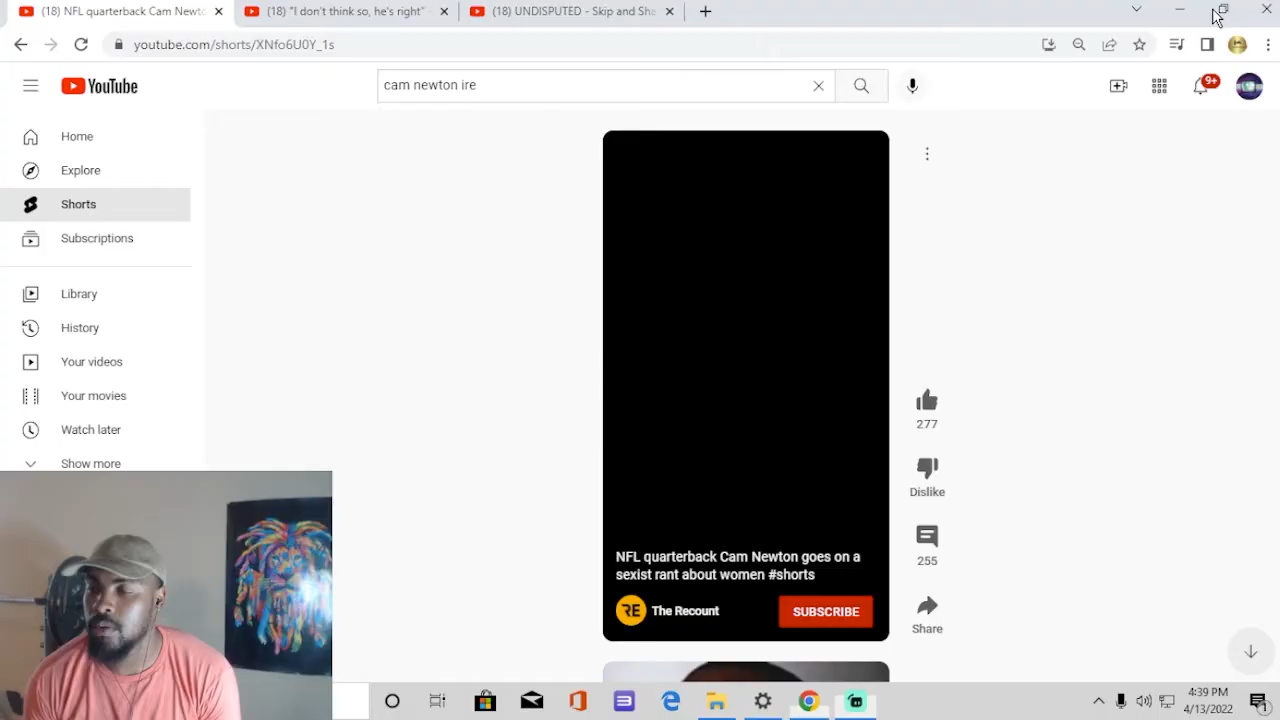 (18) NFL quarterback Cam Newto
(18) "I don't think so, he's right"
(18) UNDISPUTED - Skip and Sha
youtube.com/shorts/XNfo6U0Y_1s
YouTube
cam newton ire
9+
Home
Explore
Shorts
Subscriptions
Library
History
Your videos
Your movies
Watch later
Show more
277
Dislike
255
Share
NFL quarterback Cam Newton goes on a
sexist rant about women #shorts
RE
The Recount
SUBSCRIBE
4:39 PM
4/13/2022
1